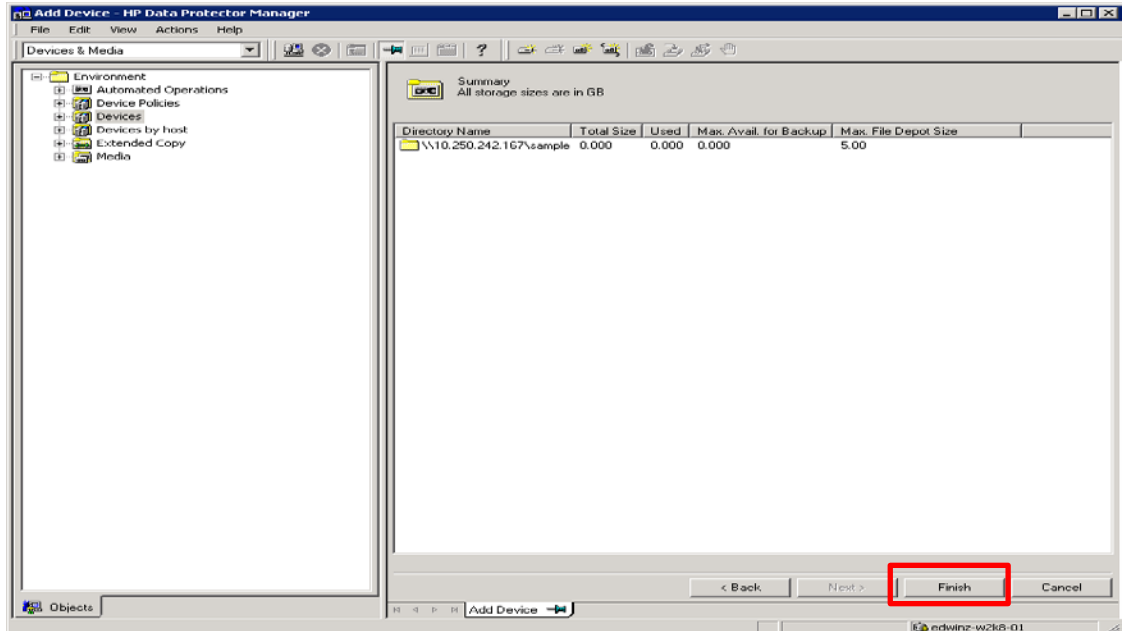 Add Device - HP Data Protector Manager
File Edit View Actions Help
Devices & Media
Environment
Automated Operations
Device Policies
Devices
Devices by host
Extended Copy
Media
Summary
All storage sizes are in GB
Directory Name Total Size Used Max. Avail. for Backup Max. File Depot Size
\\10.250.242.167\sample 0.000 0.000 0.000 5.00
< Back Next > Finish Cancel
Objects
Add Device
edwinz-w2k8-01